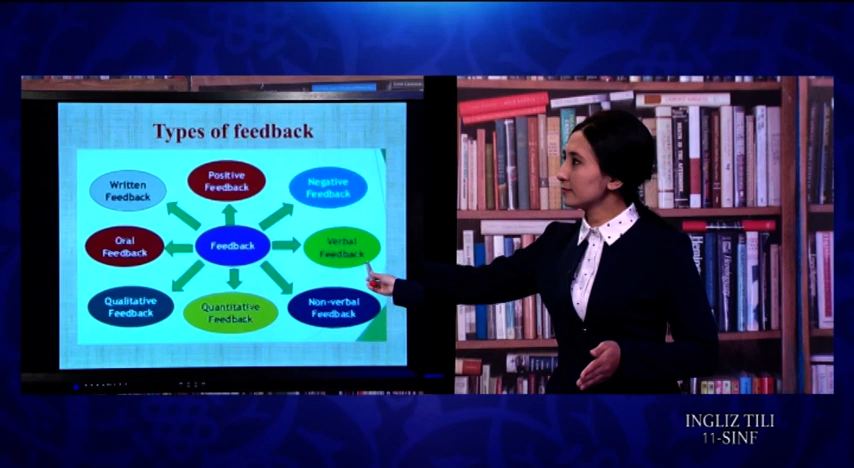 Types of feedback
Positive
Feedback
Written
Feedback
Negative
Feedback
Oral
Feedback
Feedback
Verbal
Feedback
Qualitative
Feedback
Quantitative
Feedback
Non-verbal
Feedback
INGLIZ TILI
11-SINF